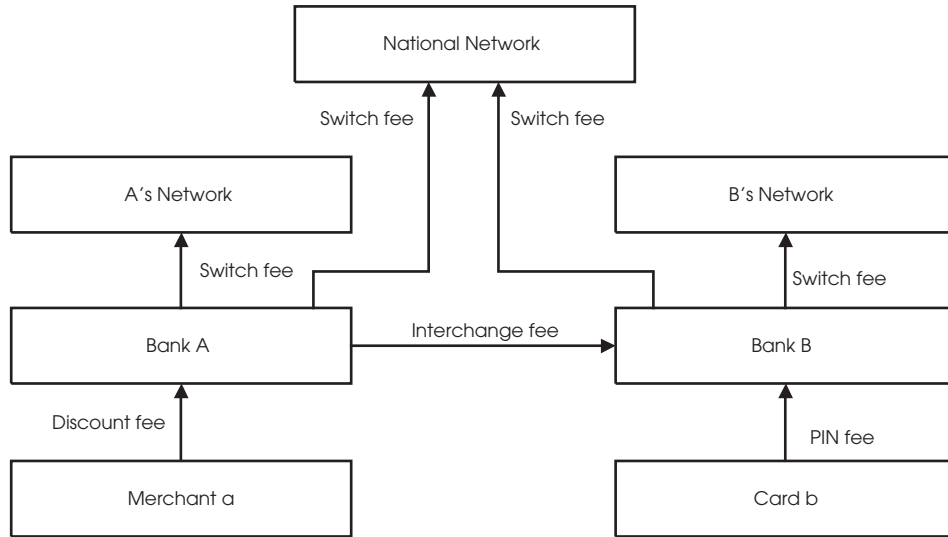 National Network
Switch fee
Switch fee
A's Network
B's Network
Switch fee
Switch fee
Interchange fee
Bank A
Bank B
Discount fee
PIN fee
Merchant a
Card b